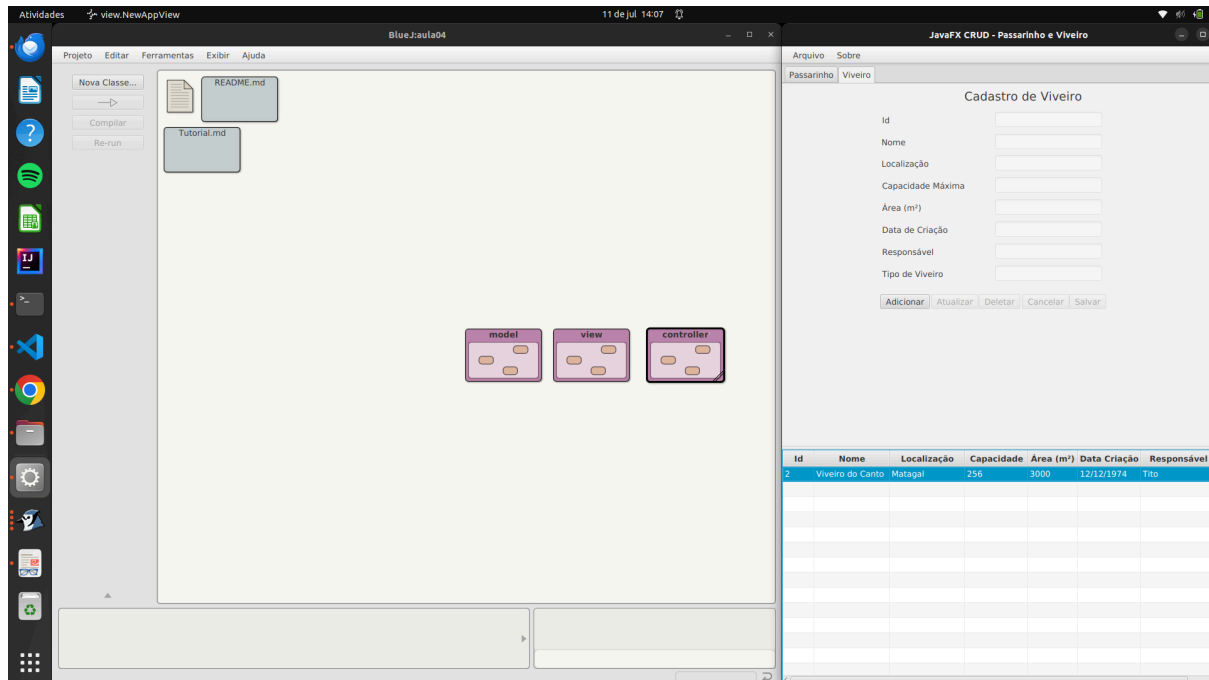 Atividades view.NewAppView 11 de jul 14:07
BlueJ: aula04
Projeto Editar Ferramentas Exibir Ajuda
Nova Classe...
Compilar
Re-run
README.md
Tutorial.md
model view controller
JavaFX CRUD - Passarinho e Viveiro
Arquivo Sobre
Passarinho Viveiro
Cadastro de Viveiro
Id
Nome
Localização
Capacidade Máxima
Área (m²)
Data de Criação
Responsável
Tipo de Viveiro
Adicionar Atualizar Deletar Cancelar Salvar
Id Nome Localização Capacidade Área (m²) Data Criação Responsável
2 Viveiro do Canto Matagal 256 3000 12/12/1974 Tito